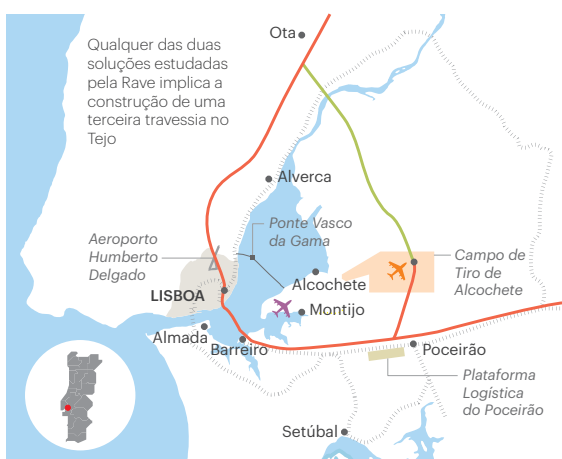 Ota
Qualquer das duas
soluções estudadas
pela Rave implica a
construção de uma
terceira travessia no
Tejo
Alverca
Ponte Vasco
da Gama
Aeroporto
Humberto
Delgado
Campo de
Tiro de
Alcochete
LISBOA
Alcochete
Montijo
Almada
Barreiro
Poceirão
Plataforma
Logística
do Poceirão
Setúbal